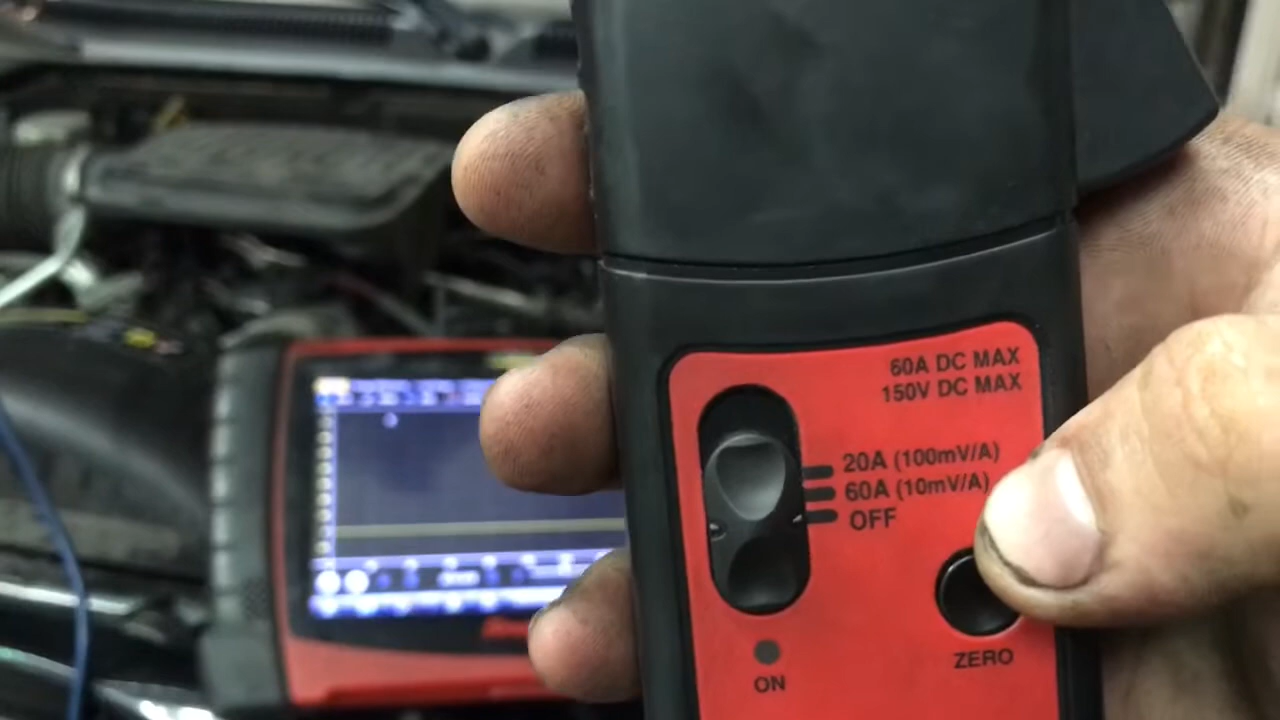 60A DC MAX
150V DC MAX
20A (100mV/A)
60A (10mV/A)
OFF
ON
ZERO